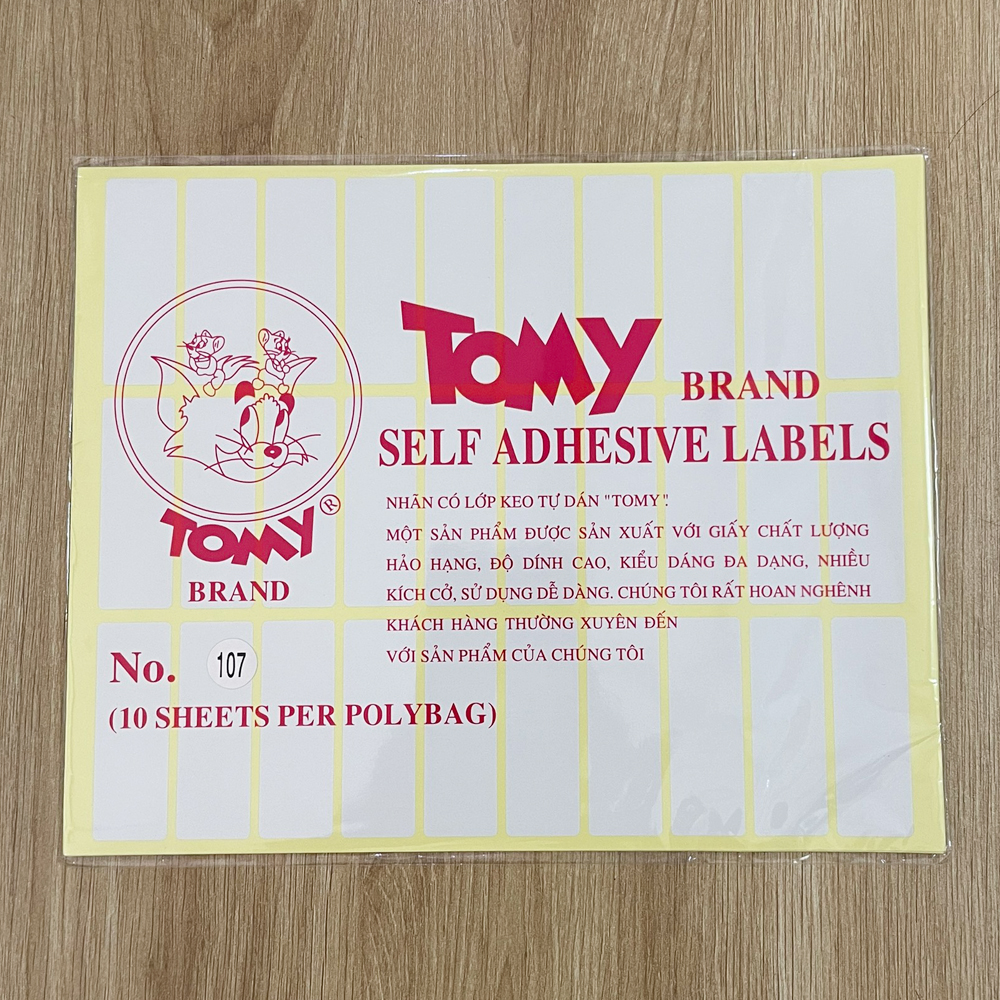 TOMY BRAND
SELF ADHESIVE LABELS
NHÃN CÓ LỚP KEO TỰ DÁN "TOMY".
MỘT SẢN PHẨM ĐƯỢC SẢN XUẤT VỚI GIẤY CHẤT LƯỢNG
HẢO HẠNG, ĐỘ DÍNH CAO, KIỂU DÁNG ĐA DẠNG, NHIỀU
KÍCH CỞ, SỬ DỤNG DỄ DÀNG. CHÚNG TÔI RẤT HOAN NGHÊNH
KHÁCH HÀNG THƯỜNG XUYÊN ĐẾN
VỚI SẢN PHẨM CỦA CHÚNG TÔI
TOMY ®
BRAND
No. 107
(10 SHEETS PER POLYBAG)